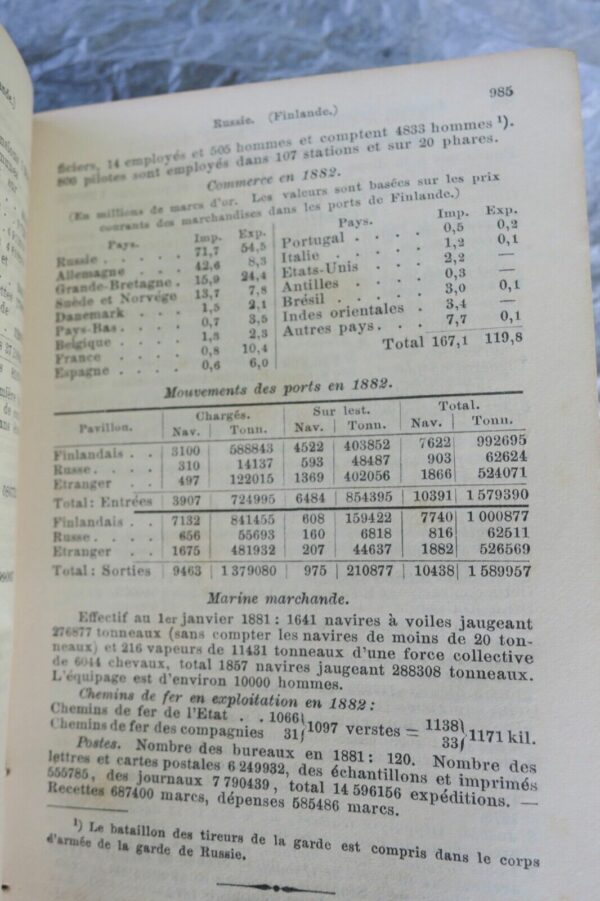 985
Russie. (Finlande.)
ficiers, 14 employés et 505 hommes et comptent 4833 hommes ¹).
806 pilotes sont employés dans 107 stations et sur 20 phares.
Commerce en 1882.
(En millions de marcs d'or. Les valeurs sont basées sur les prix
courants des marchandises dans les ports de Finlande.)
Pays. Imp. Exp.
Russie . . . . 71,7 54,5
Allemagne . . . 42,6 8,3
Grande-Bretagne . 15,9 24,4
Suède et Norvége 13,7 7,8
Danemark . . . 1,5 2,1
Pays-Bas . . . . 0,7 3,5
Belgique . . . . 1,3 2,3
France . . . . 0,8 10,4
Espagne . . . . 0,6 6,0
Pays. Imp. Exp.
Portugal . . . . 0,5 0,2
Italie . . . . . 1,2 0,1
Etats-Unis . . . 2,2 —
Antilles . . . . 0,3 —
Brésil . . . . . 3,0 0,1
Indes orientales . 3,4 —
Autres pays . . . 7,7 0,1
Total 167,1 119,8
Mouvements des ports en 1882.
Pavillon. Chargés. Sur lest. Total.
Nav. Tonn. Nav. Tonn. Nav. Tonn.
Finlandais . . 3100 588843 4522 403852 7622 992695
Russe . . . . 310 14137 593 48487 903 62624
Etranger . . 497 122015 1369 402056 1866 524071
Total: Entrées 3907 724995 6484 854395 10391 1 579390
Finlandais . . 7132 841455 608 159422 7740 1 000877
Russe . . . . 656 55693 160 6818 816 62511
Etranger . . 1675 481932 207 44637 1882 526569
Total: Sorties 9463 1 379080 975 210877 10438 1 589957
Marine marchande.
Effectif au 1er janvier 1881: 1641 navires à voiles jaugeant
276877 tonneaux (sans compter les navires de moins de 20 ton-
neaux) et 216 vapeurs de 11431 tonneaux d'une force collective
de 6044 chevaux, total 1857 navires jaugeant 288308 tonneaux.
L'équipage est d'environ 10000 hommes.
Chemins de fer en exploitation en 1882:
Chemins de fer de l'Etat . . 1066 } 1097 verstes = 1138 } 1171 kil.
Chemins de fer des compagnies 31 33
Postes. Nombre des bureaux en 1881: 120. Nombre des
lettres et cartes postales 6 249932, des échantillons et imprimés
555785, des journaux 7 790439, total 14 596156 expéditions. —
Recettes 687400 marcs, dépenses 585486 marcs.
¹) Le bataillon des tireurs de la garde est compris dans le corps
d'armée de la garde de Russie.